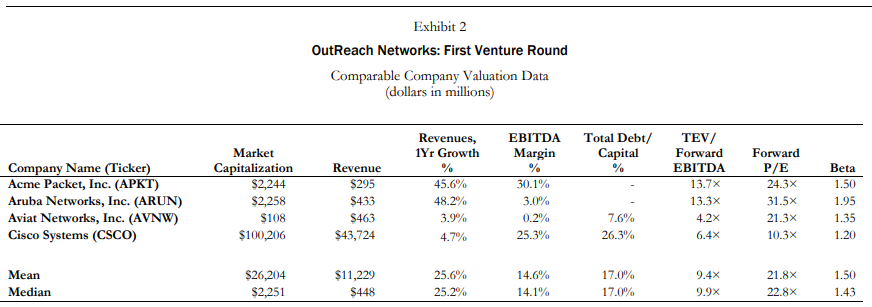 Exhibit 2
OutReach Networks: First Venture Round
Comparable Company Valuation Data
(dollars in millions)
Company Name (Ticker) Market Capitalization Revenue Revenues, 1Yr Growth % EBITDA Margin % Total Debt/ Capital % TEV/ Forward EBITDA Forward P/E Beta
Acme Packet, Inc. (APKT) $2,244 $295 45.6% 30.1% - 13.7× 24.3× 1.50
Aruba Networks, Inc. (ARUN) $2,258 $433 48.2% 3.0% - 13.3× 31.5× 1.95
Aviat Networks, Inc. (AVNW) $108 $463 3.9% 0.2% 7.6% 4.2× 21.3× 1.35
Cisco Systems (CSCO) $100,206 $43,724 4.7% 25.3% 26.3% 6.4× 10.3× 1.20
Mean $26,204 $11,229 25.6% 14.6% 17.0% 9.4× 21.8× 1.50
Median $2,251 $448 25.2% 14.1% 17.0% 9.9× 22.8× 1.43